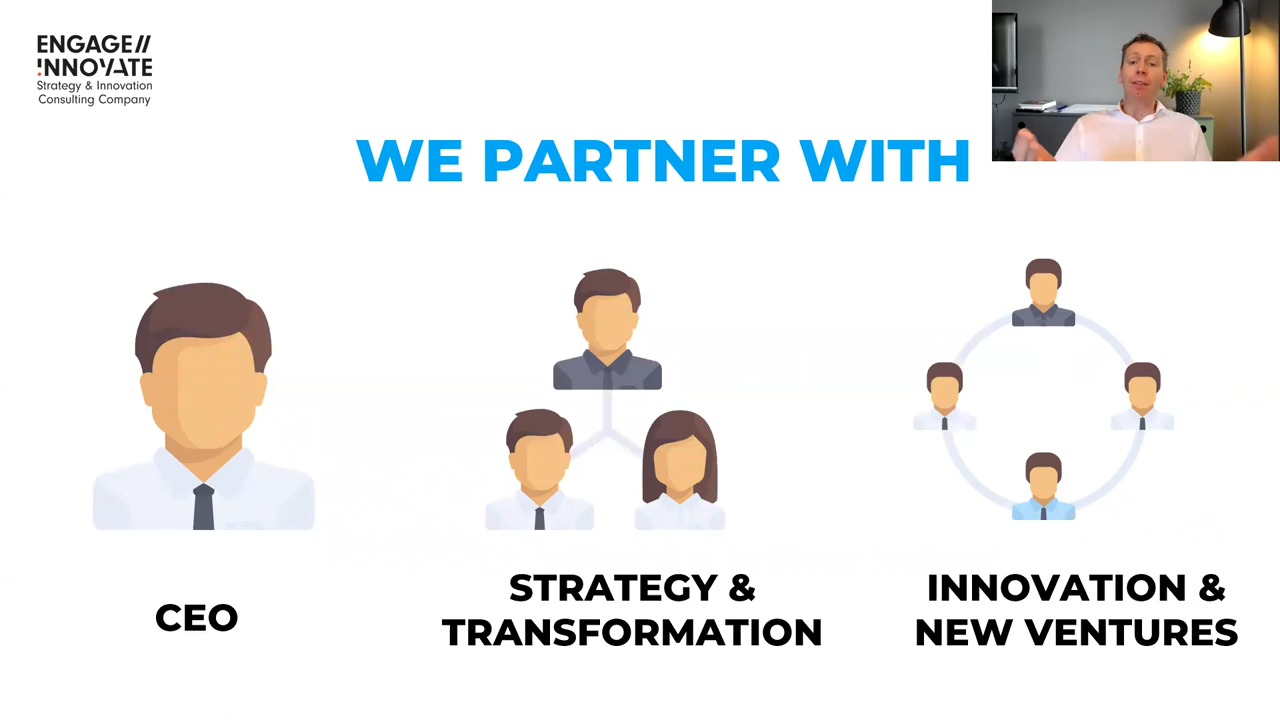 ENGAGE//
INNOVATE
Strategy & Innovation
Consulting Company
WE PARTNER WITH
CEO
STRATEGY &
TRANSFORMATION
INNOVATION &
NEW VENTURES